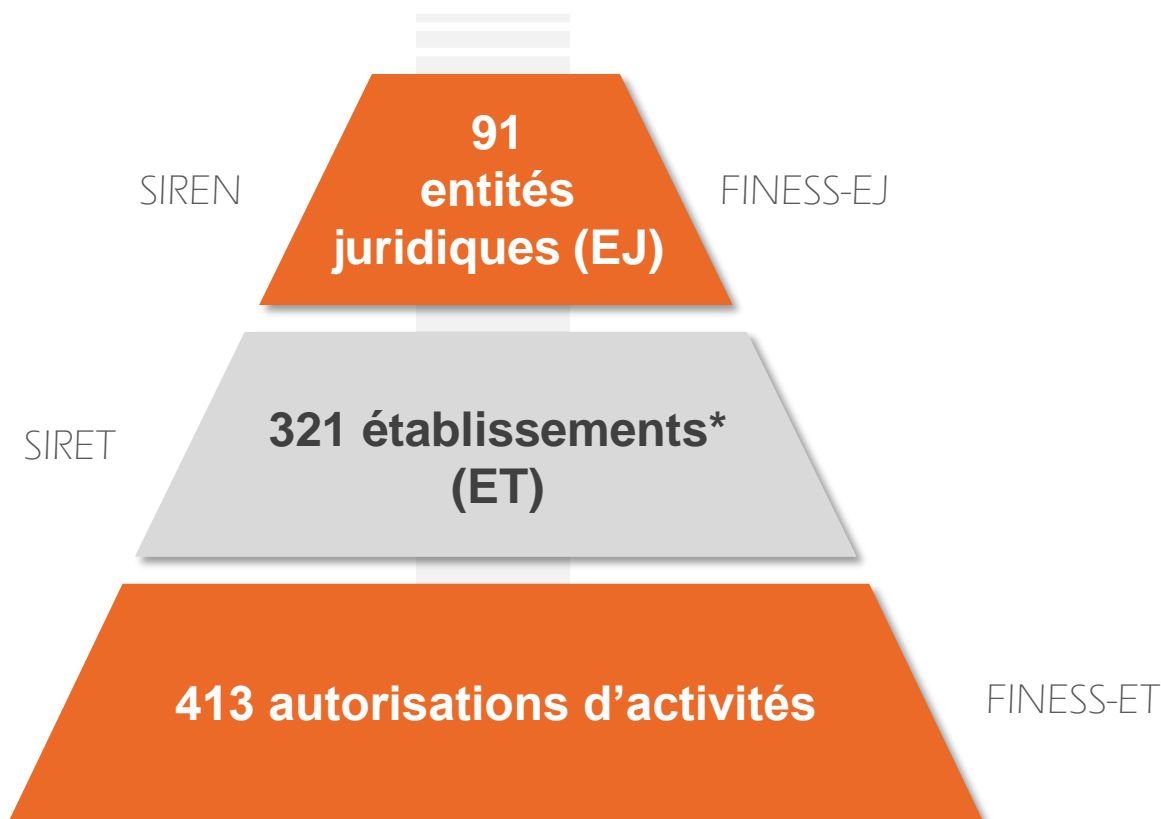 91
entités
juridiques (EJ)
SIREN
FINESS-EJ
321 établissements*
(ET)
SIRET
413 autorisations d’activités
FINESS-ET